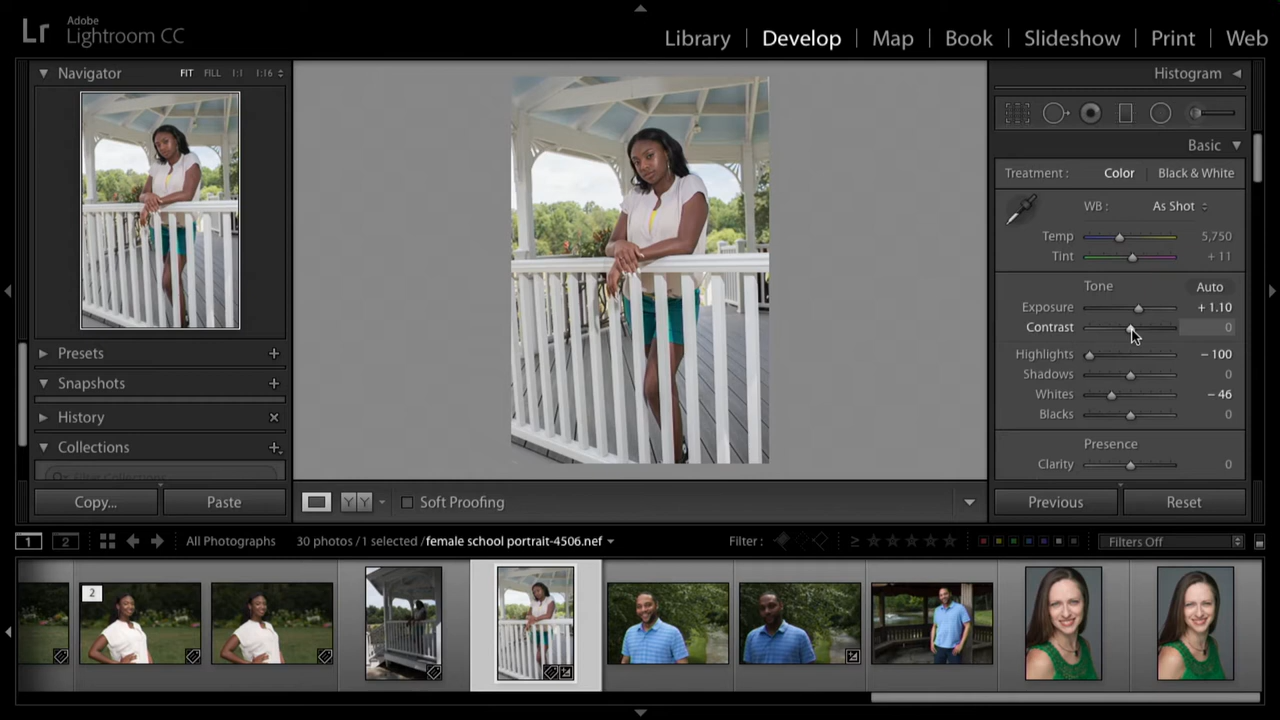 Lr Adobe Lightroom CC
Library | Develop | Map | Book | Slideshow | Print | Web
Navigator FIT FILL 1:1 1:16
Histogram
Basic
Treatment : Color | Black & White
WB : As Shot
Temp 5,750
Tint + 11
Tone Auto
Exposure + 1.10
Contrast 0
Highlights – 100
Shadows 0
Whites – 46
Blacks 0
Presence
Clarity 0
Presets +
Snapshots +
History ×
Collections +
Filter Collections
Copy... Paste
YY Soft Proofing
Previous Reset
1 2 All Photographs 30 photos / 1 selected / female school portrait-4506.nef Filter : ≥ Filters Off
2